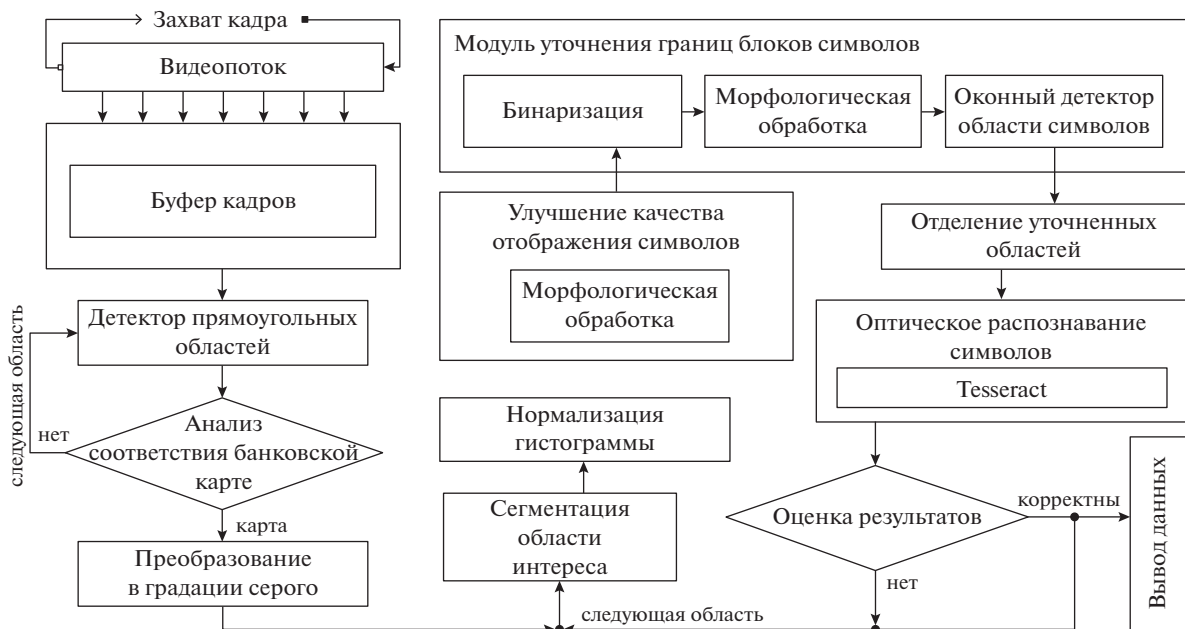 Захват кадра
Видеопоток
Буфер кадров
Детектор прямоугольных
областей
следующая область
нет
Анализ
соответствия банковской
карте
карта
Преобразование
в градации серого
Модуль уточнения границ блоков символов
Бинаризация
Морфологическая
обработка
Оконный детектор
области символов
Улучшение качества
отображения символов
Морфологическая
обработка
Нормализация
гистограммы
Сегментация
области
интереса
следующая область
Отделение уточненных
областей
Оптическое распознавание
символов
Tesseract
Оценка результатов
корректны
нет
Вывод данных